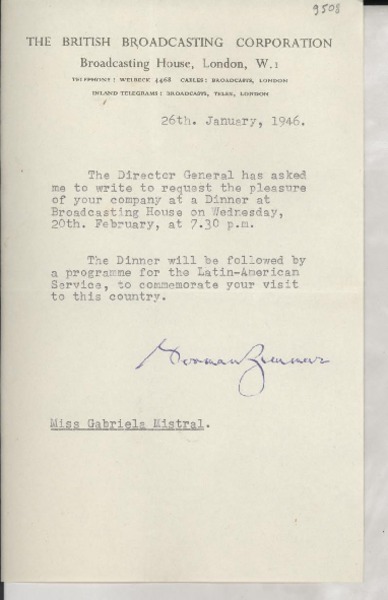 9508
THE BRITISH BROADCASTING CORPORATION
Broadcasting House, London, W.1
TELEPHONE: WELBECK 4468 CABLES: BROADCASTS, LONDON
INLAND TELEGRAMS: BROADCASTS, TELEX, LONDON
26th. January, 1946.
The Director General has asked
me to write to request the pleasure
of your company at a Dinner at
Broadcasting House on Wednesday,
20th. February, at 7.30 p.m.
The Dinner will be followed by
a programme for the Latin-American
Service, to commemorate your visit
to this country.
Norman
Miss Gabriela Mistral.